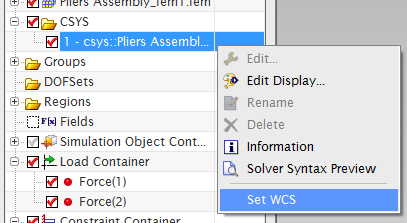 Pliers Assembly_fem1.fem
CSYS
1 - csys::Pliers Assembl...
Groups
DOFSets
Regions
F(x) Fields
Simulation Object Cont...
Load Container
Force(1)
Force(2)
Constraint Container
Edit...
Edit Display...
Rename
Delete
Information
Solver Syntax Preview
Set WCS